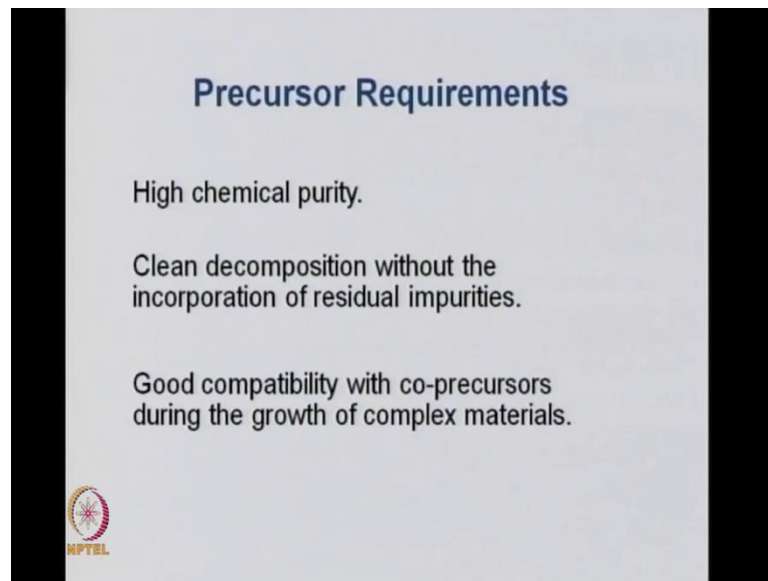 Precursor Requirements
High chemical purity.
Clean decomposition without the
incorporation of residual impurities.
Good compatibility with co-precursors
during the growth of complex materials.
NPTEL